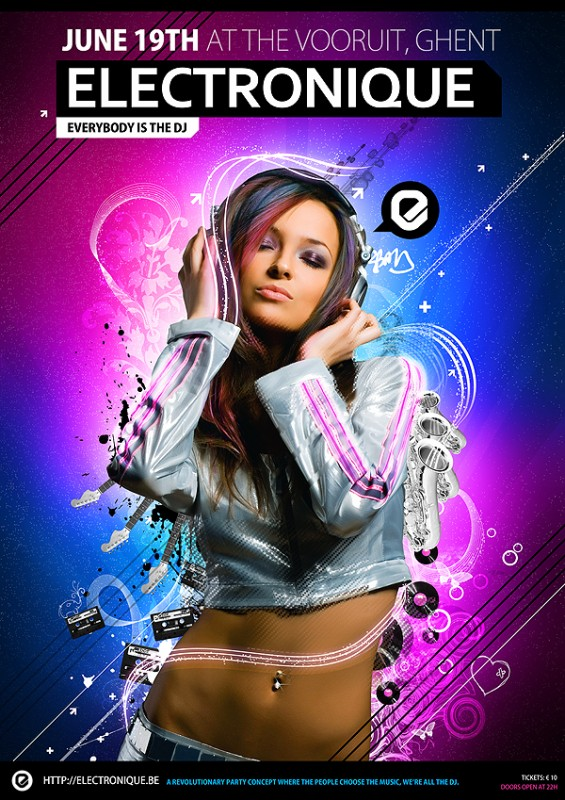 JUNE 19TH AT THE VOORUIT, GHENT
ELECTRONIQUE
EVERYBODY IS THE DJ
e
e HTTP://ELECTRONIQUE.BE A REVOLUTIONARY PARTY CONCEPT WHERE THE PEOPLE CHOOSE THE MUSIC, WE'RE ALL THE DJ.
TICKETS: € 10
DOORS OPEN AT 22H